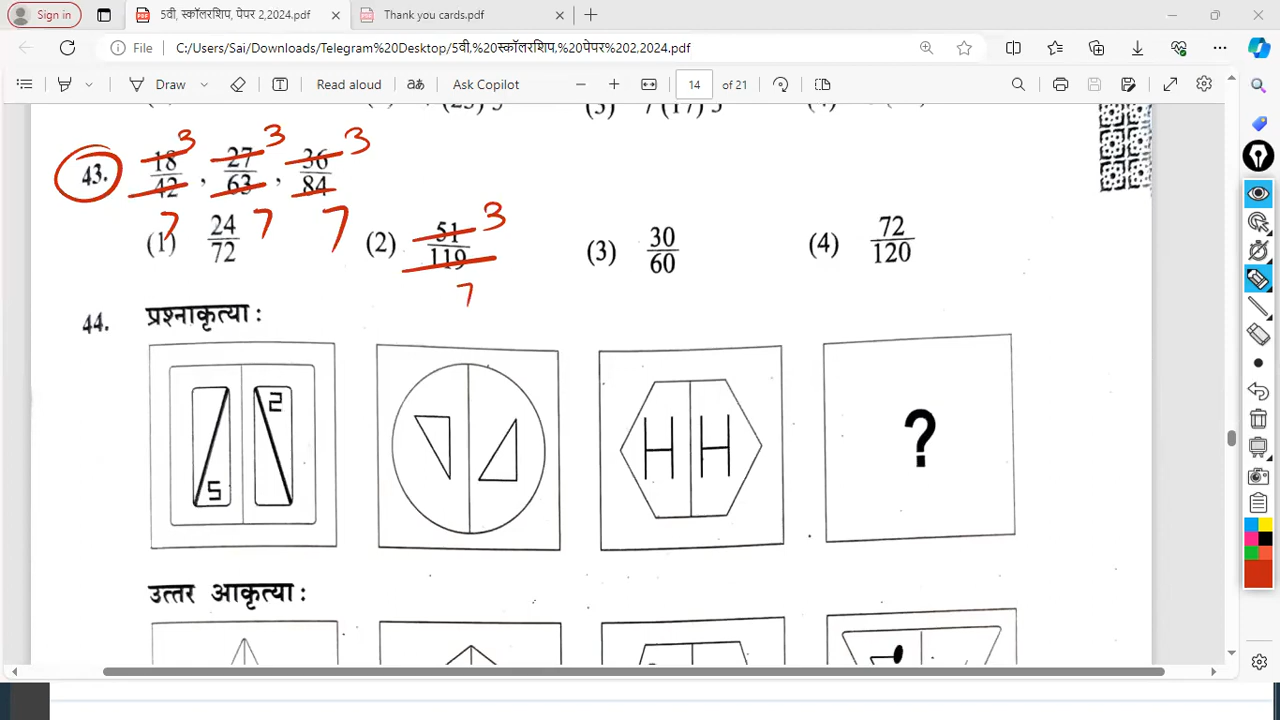 Sign in
5वी, स्कॉलरशिप, पेपर 2,2024.pdf
Thank you cards.pdf
File C:/Users/Sai/Downloads/Telegram%20Desktop/5वी,%20स्कॉलरशिप,%20पेपर%202,2024.pdf
Draw Read aloud aあ Ask Copilot 14 of 21
43. 18/42, 27/63, 36/84
3 3 3
7 7 7
(1) 24/72 (2) 51/119 (3) 30/60 (4) 72/120
3
7
44. प्रश्नाकृत्या :
5 2
H H
?
उत्तर आकृत्या :